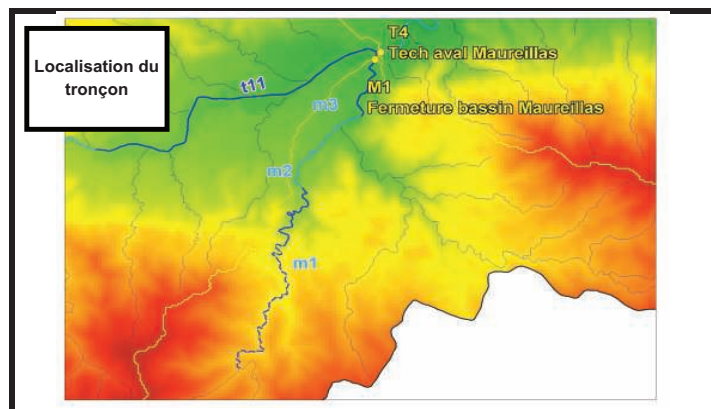 Localisation du
tronçon
T4
Tech aval Maureillas
t11
M1
m3
Fermeture bassin Maureillas
m2
m1